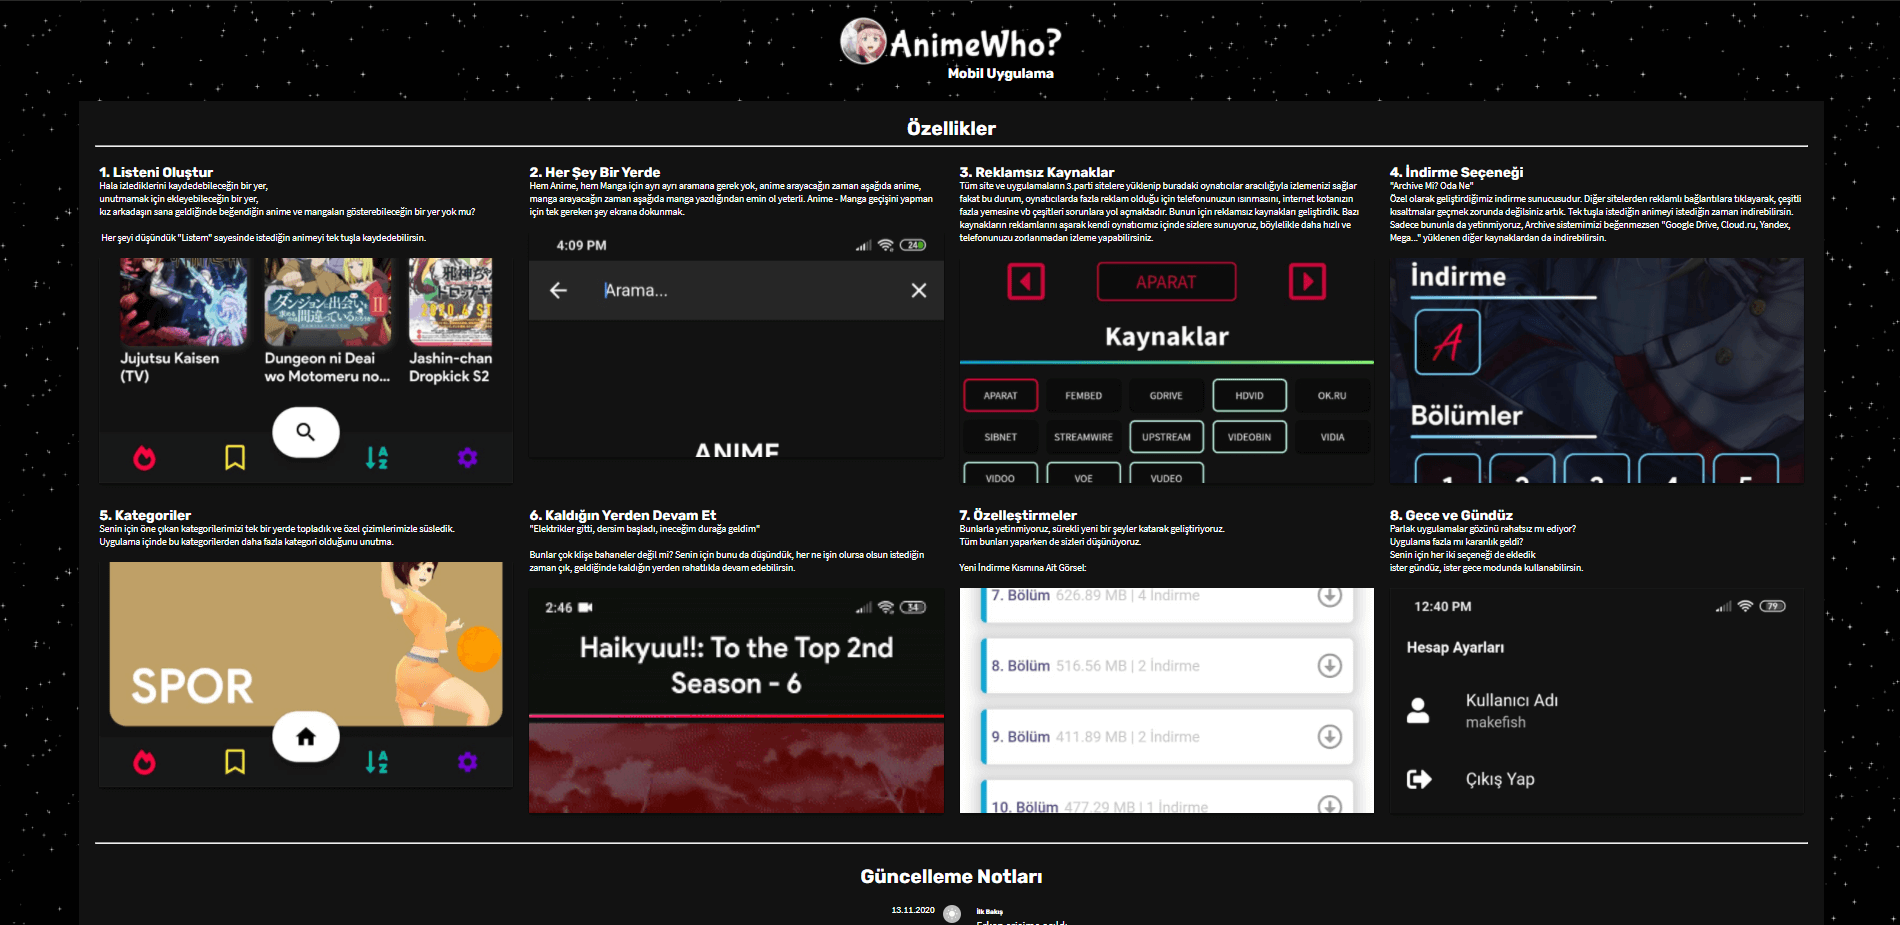 AnimeWho?
Mobil Uygulama
Özellikler
1. Listeni Oluştur
Hala izlediklerini kaydedebileceğin bir yer,
unutmamak için ekleyebileceğin bir yer,
kız arkadaşın sana geldiğinde beğendiğin anime ve mangaları gösterebileceğin bir yer yok mu?
Her şeyi düşündük "Listem" sayesinde istediğin animeyi tek tuşla kaydedebilirsin.
Jujutsu Kaisen
(TV)
Dungeon ni Deai
wo Motomeru no...
Jashin-chan
Dropkick S2
2. Her Şey Bir Yerde
Hem Anime, hem Manga için ayrı ayrı aramana gerek yok, anime arayacağın zaman aşağıda anime,
manga arayacağın zaman aşağıda manga yazdığından emin ol yeterli. Anime - Manga geçişini yapman
için tek gereken şey ekrana dokunmak.
4:09 PM
24
Arama...
ANIME
3. Reklamsız Kaynaklar
Tüm site ve uygulamaların 3.parti sitelere yüklenip buradaki oynatıcılar aracılığıyla izlemenizi sağlar
fakat bu durum, oynatıcılarda fazla reklam olduğu için telefonunuzun ısınmasını, internet kotanızın
fazla yemesine vb çeşitleri sorunlara yol açmaktadır. Bunun için reklamsız kaynakları geliştirdik. Bazı
kaynakların reklamlarını aşarak kendi oynatıcımız içinde sizlere sunuyoruz, böylelikle daha hızlı ve
telefonunuzu zorlanmadan izleme yapabilirsiniz.
APARAT
Kaynaklar
APARAT FEMBED GDRIVE HDVID OK.RU
SIBNET STREAMWIRE UPSTREAM VIDEOBIN VIDIA
VIDOO VOE VUDEO
4. İndirme Seçeneği
"Archive Mi? Oda Ne"
Özel olarak geliştirdiğimiz indirme sunucusudur. Diğer sitelerden reklamlı bağlantılara tıklayarak, çeşitli
kısaltmalar geçmek zorunda değilsiniz artık. Tek tuşla istediğin animeyi istediğin zaman indirebilirsin.
Sadece bununla da yetinmiyoruz, Archive sistemimizi beğenmezsen "Google Drive, Cloud.ru, Yandex,
Mega..." yüklenen diğer kaynaklardan da indirebilirsin.
İndirme
A
Bölümler
1 2 3 4 5
5. Kategoriler
Senin için öne çıkan kategorilerimizi tek bir yerde topladık ve özel çizimlerimizle süsledik.
Uygulama içinde bu kategorilerden daha fazla kategori olduğunu unutma.
SPOR
6. Kaldığın Yerden Devam Et
"Elektrikler gitti, dersim başladı, ineceğim durağa geldim"
Bunlar çok klişe bahaneler değil mi? Senin için bunu da düşündük, her ne işin olursa olsun istediğin
zaman çık, geldiğinde kaldığın yerden rahatlıkla devam edebilirsin.
2:46
34
Haikyuu!!: To the Top 2nd
Season - 6
7. Özelleştirmeler
Bunlarla yetinmiyoruz, sürekli yeni bir şeyler katarak geliştiriyoruz.
Tüm bunları yaparken de sizleri düşünüyoruz.
Yeni İndirme Kısmına Ait Görsel:
7. Bölüm 626.89 MB | 4 İndirme
8. Bölüm 516.56 MB | 2 İndirme
9. Bölüm 411.89 MB | 2 İndirme
10. Bölüm 477.29 MB | 1 İndirme
8. Gece ve Gündüz
Parlak uygulamalar gözünü rahatsız mı ediyor?
Uygulama fazla mı karanlık geldi?
Senin için her iki seçeneği de ekledik
ister gündüz, ister gece modunda kullanabilirsin.
12:40 PM
79
Hesap Ayarları
Kullanıcı Adı
makefish
Çıkış Yap
Güncelleme Notları
13.11.2020
İlk Bakış
Erken erişime açıldı